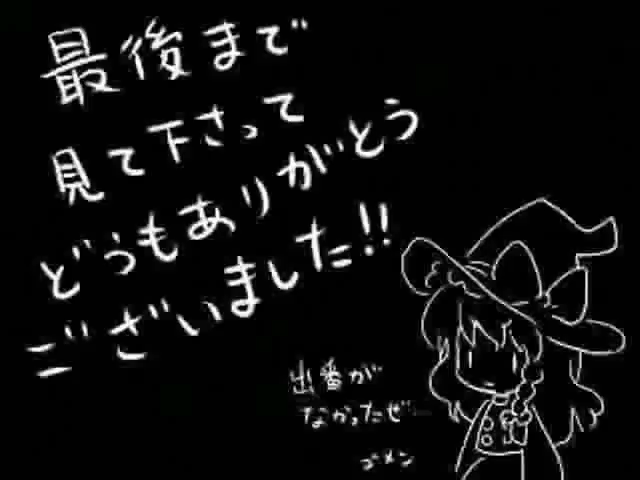 最後まで
見て下さって
どうもありがとう
ございました!!
出番が
なかったぜ…
ゴメン